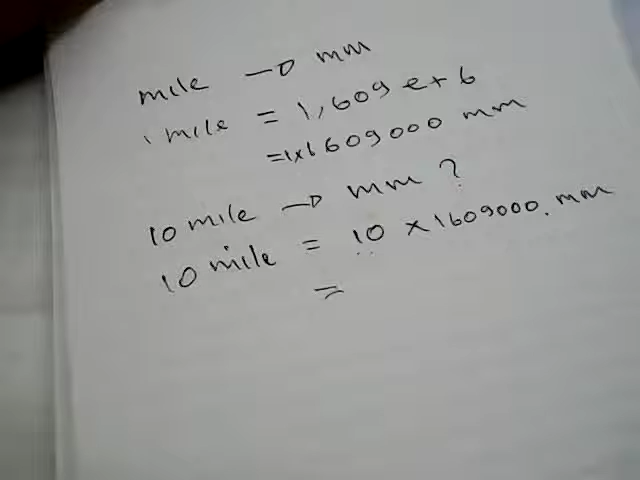 mile → mm
1 mile = 1,609 e+6
=1x1609000 mm
10 mile → mm ?
10 mile = 10 x 1609000. mm
=